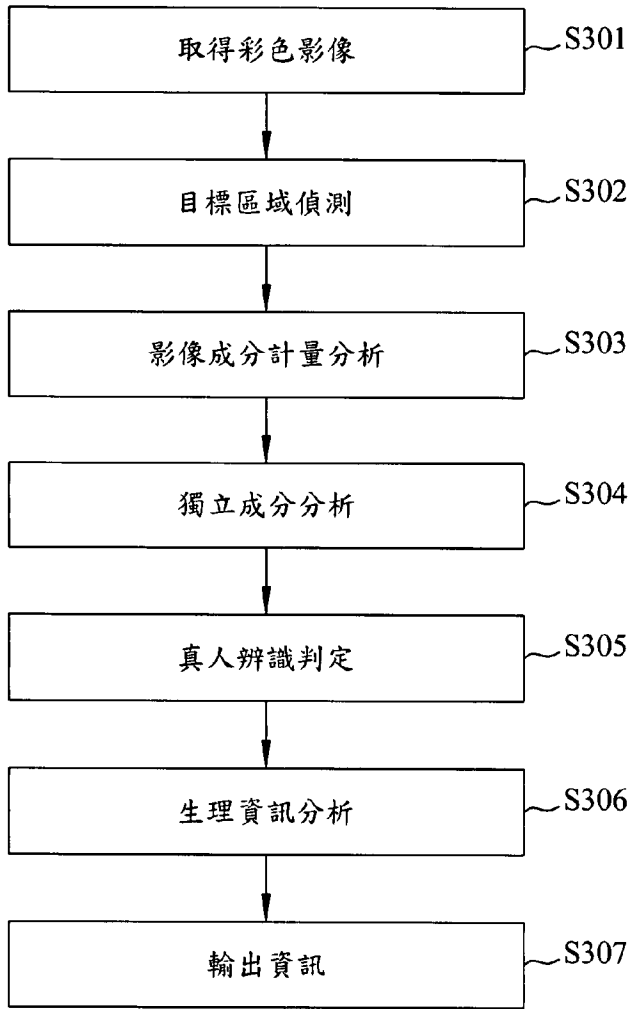 取得彩色影像
S301
目標區域偵測
S302
影像成分計量分析
S303
獨立成分分析
S304
真人辨識判定
S305
生理資訊分析
S306
輸出資訊
S307